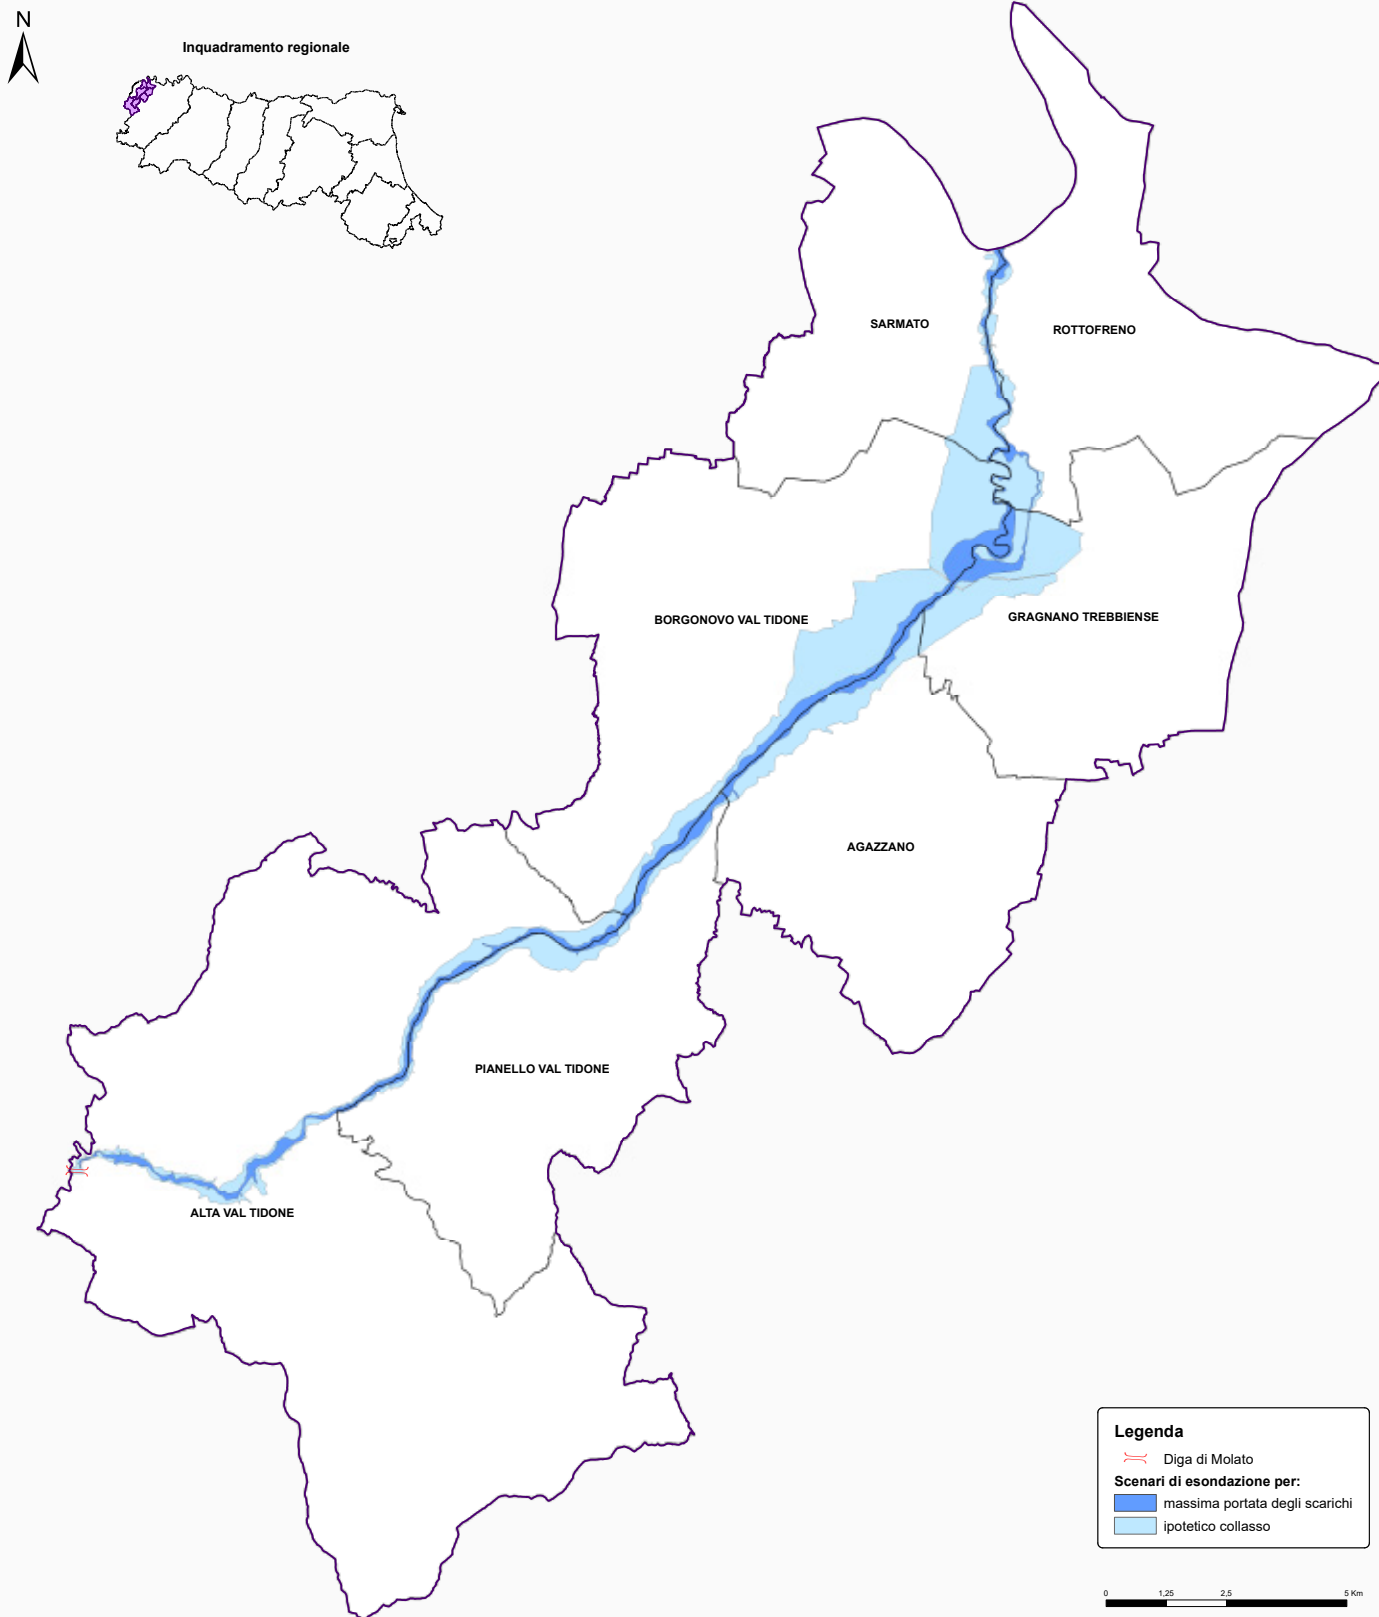 N
Inquadramento regionale
SARMATO
ROTTOFRENO
BORGONOVO VAL TIDONE
GRAGNANO TREBBIENSE
AGAZZANO
PIANELLO VAL TIDONE
ALTA VAL TIDONE
Legenda
Diga di Molato
Scenari di esondazione per:
massima portata degli scarichi
ipotetico collasso
0 1,25 2,5 5 Km